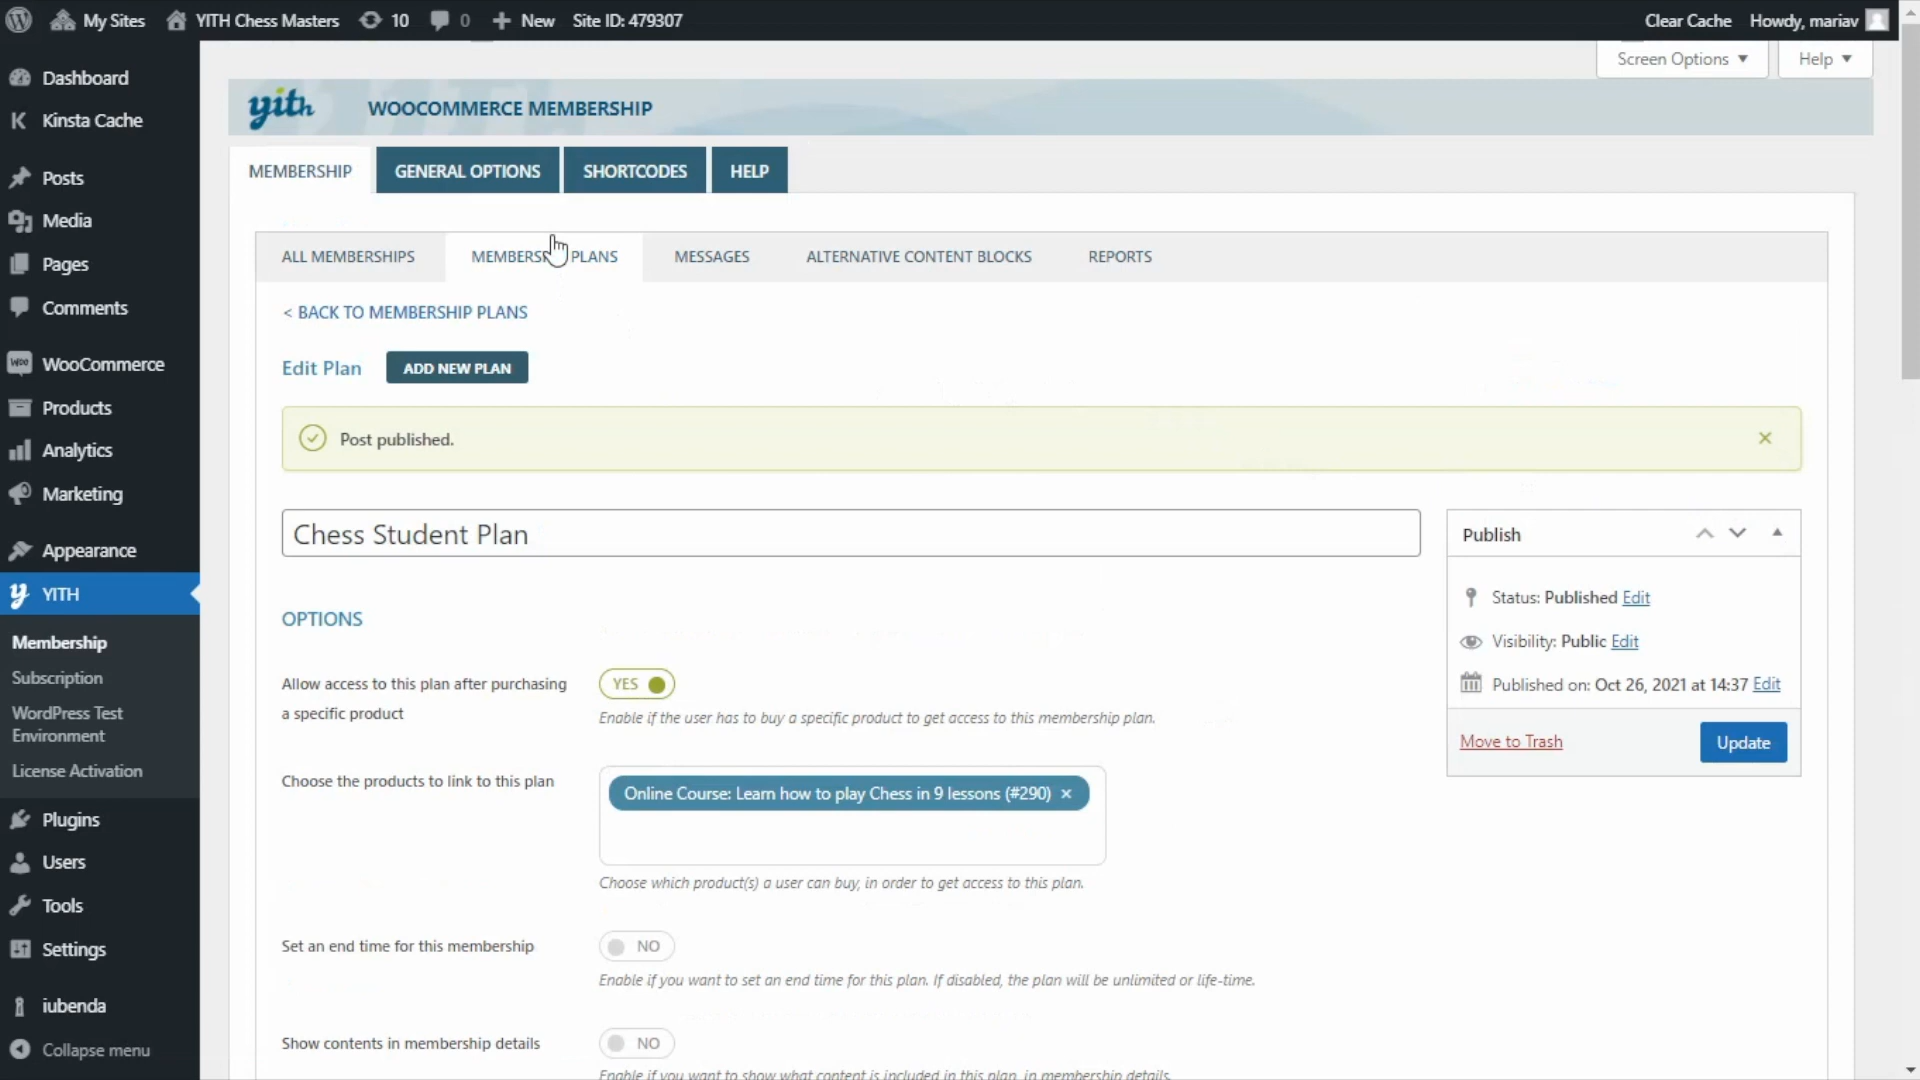 My Sites
YITH Chess Masters
10
0
New
Site ID: 479307
Clear Cache
Howdy, mariav
Dashboard
Kinsta Cache
Posts
Media
Pages
Comments
WooCommerce
Products
Analytics
Marketing
Appearance
YITH
Membership
Subscription
WordPress Test
Environment
License Activation
Plugins
Users
Tools
Settings
iubenda
Collapse menu
Screen Options
Help
yith
WOOCOMMERCE MEMBERSHIP
MEMBERSHIP
GENERAL OPTIONS
SHORTCODES
HELP
ALL MEMBERSHIPS
MEMBERS PLANS
MESSAGES
ALTERNATIVE CONTENT BLOCKS
REPORTS
< BACK TO MEMBERSHIP PLANS
Edit Plan
ADD NEW PLAN
Post published.
Chess Student Plan
OPTIONS
Allow access to this plan after purchasing
a specific product
YES
Enable if the user has to buy a specific product to get access to this membership plan.
Choose the products to link to this plan
Online Course: Learn how to play Chess in 9 lessons (#290) ×
Choose which product(s) a user can buy, in order to get access to this plan.
Set an end time for this membership
NO
Enable if you want to set an end time for this plan. If disabled, the plan will be unlimited or life-time.
Show contents in membership details
NO
Enable if you want to show what content is included in this plan, in membership details.
Publish
Status: Published Edit
Visibility: Public Edit
Published on: Oct 26, 2021 at 14:37 Edit
Move to Trash
Update